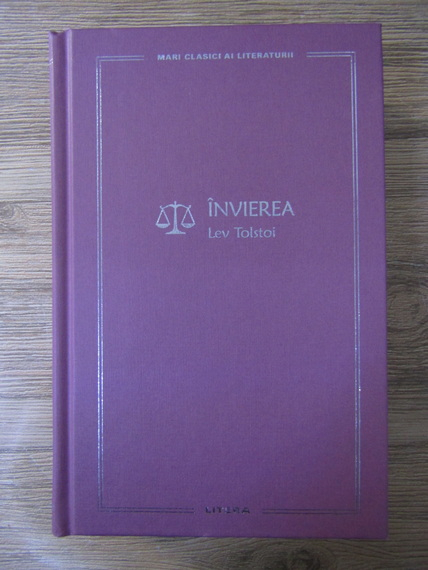 MARI CLASICI AI LITERATURII
ÎNVIEREA
Lev Tolstoi
LITERA